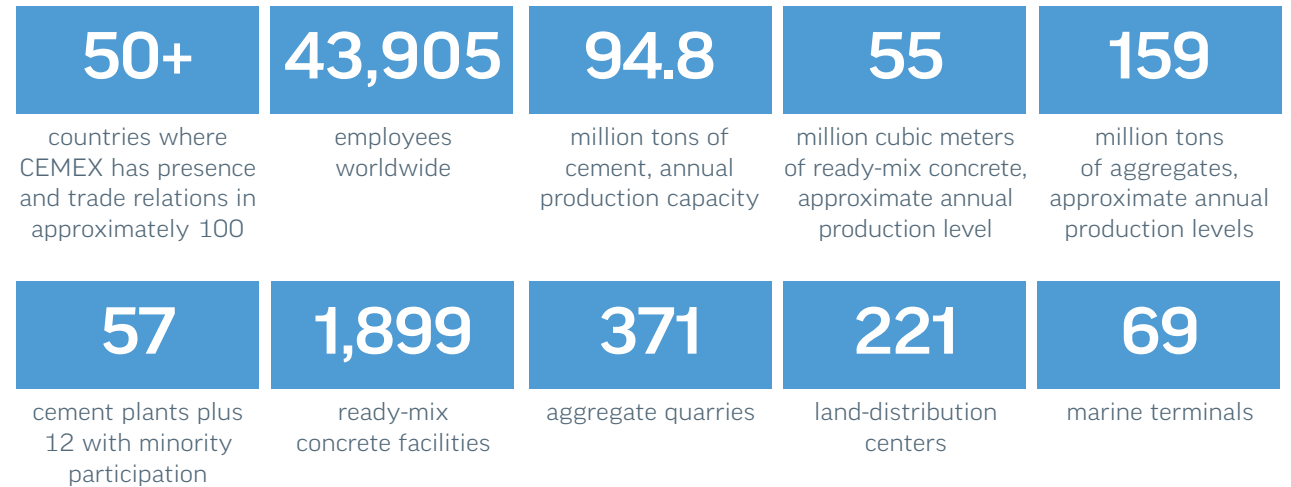 50+
countries where
CEMEX has presence
and trade relations in
approximately 100
43,905
employees
worldwide
94.8
million tons of
cement, annual
production capacity
55
million cubic meters
of ready-mix concrete,
approximate annual
production level
159
million tons
of aggregates,
approximate annual
production levels
57
cement plants plus
12 with minority
participation
1,899
ready-mix
concrete facilities
371
aggregate quarries
221
land-distribution
centers
69
marine terminals